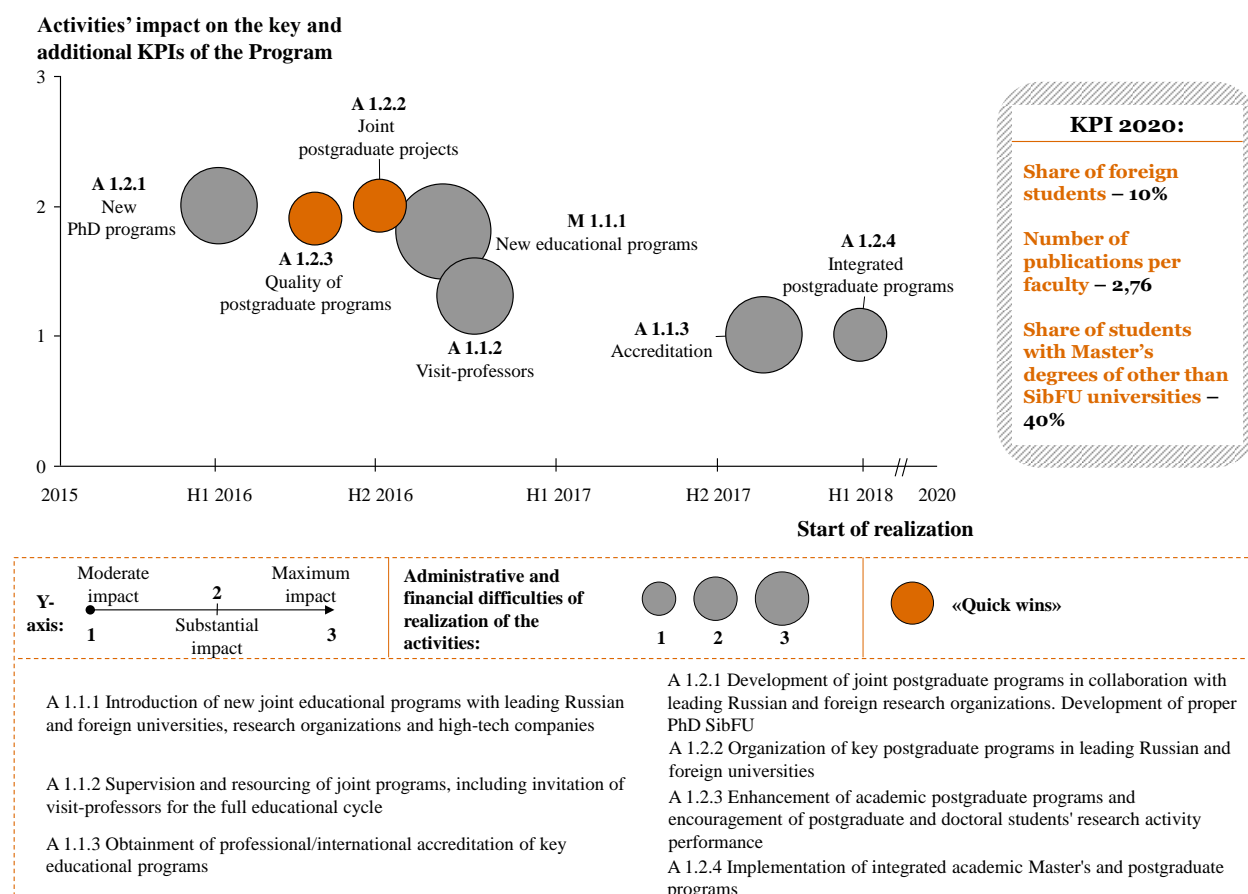 Activities’ impact on the key and
additional KPIs of the Program
3
2
1
0
A 1.2.1
New
PhD programs
A 1.2.3
Quality of
postgraduate programs
A 1.2.2
Joint
postgraduate projects
M 1.1.1
New educational programs
A 1.1.2
Visit-professors
A 1.1.3
Accreditation
A 1.2.4
Integrated
postgraduate programs
2015
H1 2016
H2 2016
H1 2017
H2 2017
H1 2018
2020
Start of realization
KPI 2020:
Share of foreign
students – 10%
Number of
publications per
faculty – 2,76
Share of students
with Master’s
degrees of other than
SibFU universities –
40%
Y-
axis:
Moderate
impact
1
2
Substantial
impact
Maximum
impact
3
Administrative and
financial difficulties of
realization of the
activities:
1
2
3
«Quick wins»
A 1.1.1 Introduction of new joint educational programs with leading Russian
and foreign universities, research organizations and high-tech companies
A 1.1.2 Supervision and resourcing of joint programs, including invitation of
visit-professors for the full educational cycle
A 1.1.3 Obtainment of professional/international accreditation of key
educational programs
A 1.2.1 Development of joint postgraduate programs in collaboration with
leading Russian and foreign research organizations. Development of proper
PhD SibFU
A 1.2.2 Organization of key postgraduate programs in leading Russian and
foreign universities
A 1.2.3 Enhancement of academic postgraduate programs and
encouragement of postgraduate and doctoral students' research activity
performance
A 1.2.4 Implementation of integrated academic Master's and postgraduate
programs